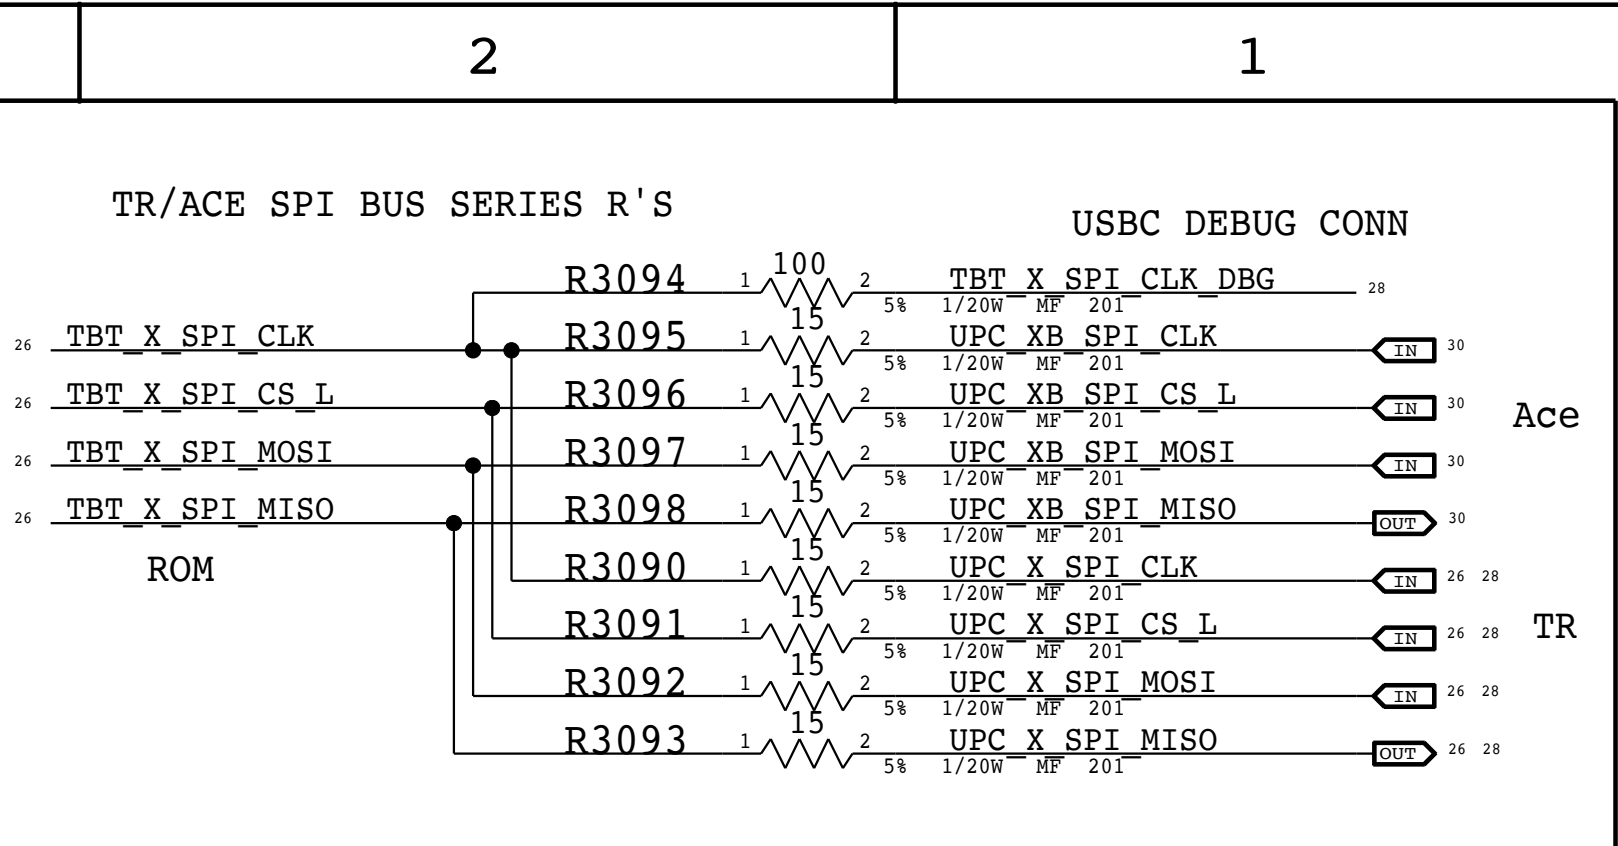 2 1
TR/ACE SPI BUS SERIES R'S
USBC DEBUG CONN
R3094 1 100 2 TBT_X_SPI_CLK_DBG 28
5% 1/20W MF 201
26 TBT_X_SPI_CLK R3095 1 15 2 UPC_XB_SPI_CLK IN 30
5% 1/20W MF 201
26 TBT_X_SPI_CS_L R3096 1 15 2 UPC_XB_SPI_CS_L IN 30
5% 1/20W MF 201
Ace
26 TBT_X_SPI_MOSI R3097 1 15 2 UPC_XB_SPI_MOSI IN 30
5% 1/20W MF 201
26 TBT_X_SPI_MISO R3098 1 15 2 UPC_XB_SPI_MISO OUT 30
5% 1/20W MF 201
ROM
R3090 1 15 2 UPC_X_SPI_CLK IN 26 28
5% 1/20W MF 201
R3091 1 15 2 UPC_X_SPI_CS_L IN 26 28 TR
5% 1/20W MF 201
R3092 1 15 2 UPC_X_SPI_MOSI IN 26 28
5% 1/20W MF 201
R3093 1 15 2 UPC_X_SPI_MISO OUT 26 28
5% 1/20W MF 201